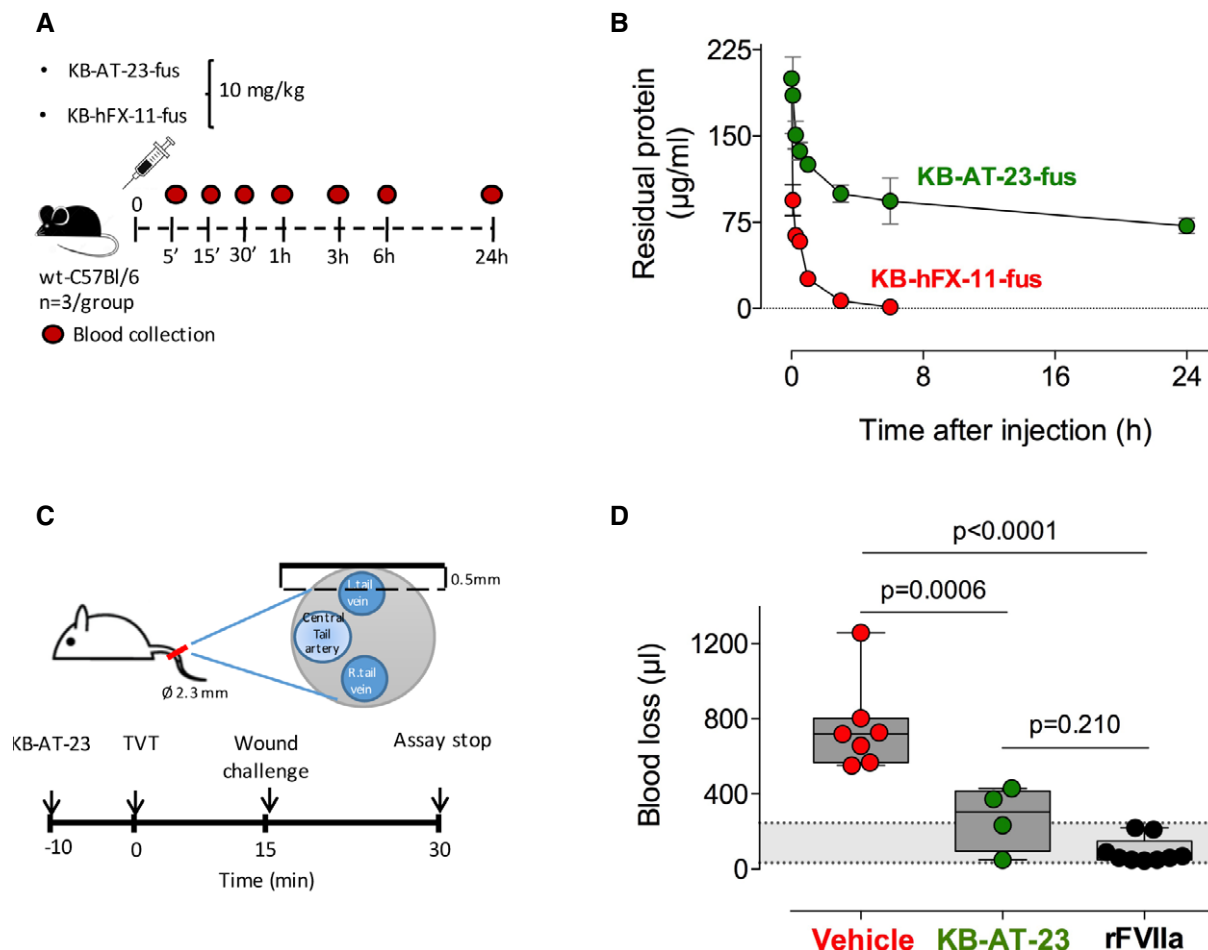 A
• KB-AT-23-fus
• KB-hFX-11-fus
10 mg/kg
0
5’ 15’ 30’ 1h 3h 6h 24h
wt-C57Bl/6
n=3/group
Blood collection
B
Residual protein
(µg/ml)
225
150
75
0
KB-AT-23-fus
KB-hFX-11-fus
0 8 16 24
Time after injection (h)
C
0.5mm
L.tail
vein
Central
Tail
artery
R.tail
vein
Ø 2.3 mm
KB-AT-23 TVT Wound
challenge
Assay stop
-10 0 15 30
Time (min)
D
p<0.0001
p=0.0006
p=0.210
Blood loss (µl)
1200
800
400
0
Vehicle KB-AT-23 rFVIIa